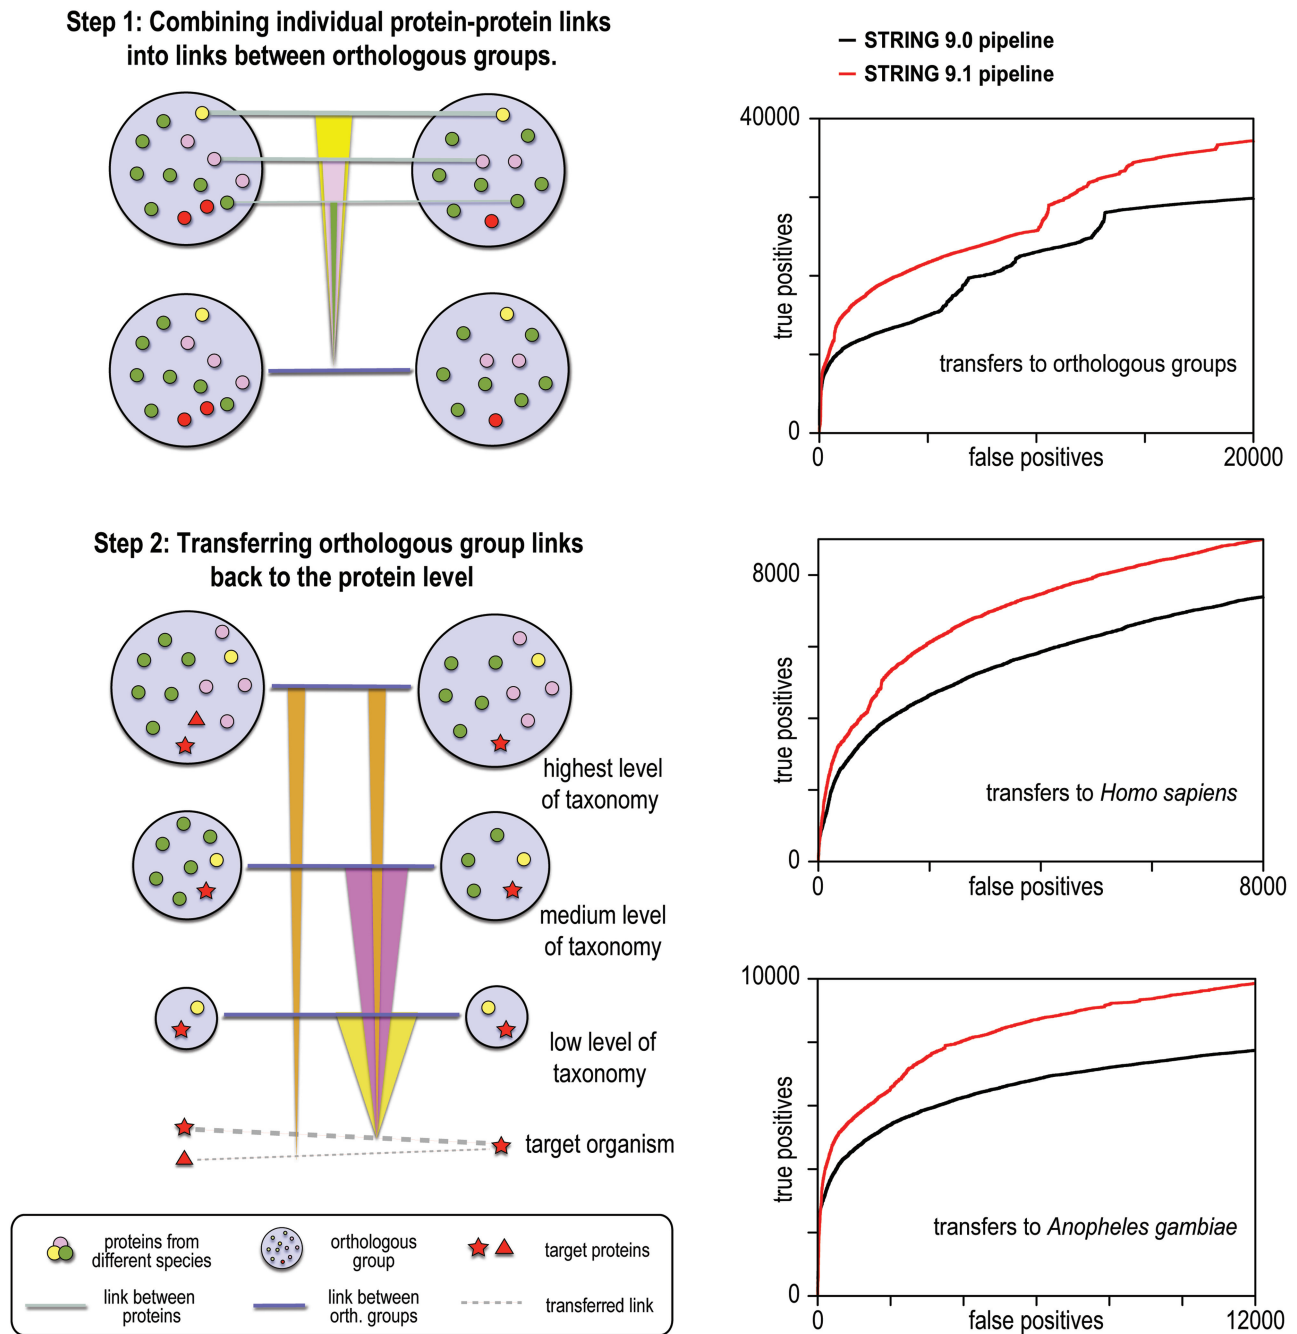 Step 1: Combining individual protein-protein links
into links between orthologous groups.
STRING 9.0 pipeline
STRING 9.1 pipeline
40000
true positives
0
transfers to orthologous groups
0
false positives
20000
Step 2: Transferring orthologous group links
back to the protein level
highest level
of taxonomy
medium level
of taxonomy
low level of
taxonomy
target organism
8000
true positives
0
transfers to Homo sapiens
0
false positives
8000
10000
true positives
0
transfers to Anopheles gambiae
0
false positives
12000
proteins from
different species
orthologous
group
target proteins
link between
proteins
link between
orth. groups
transferred link